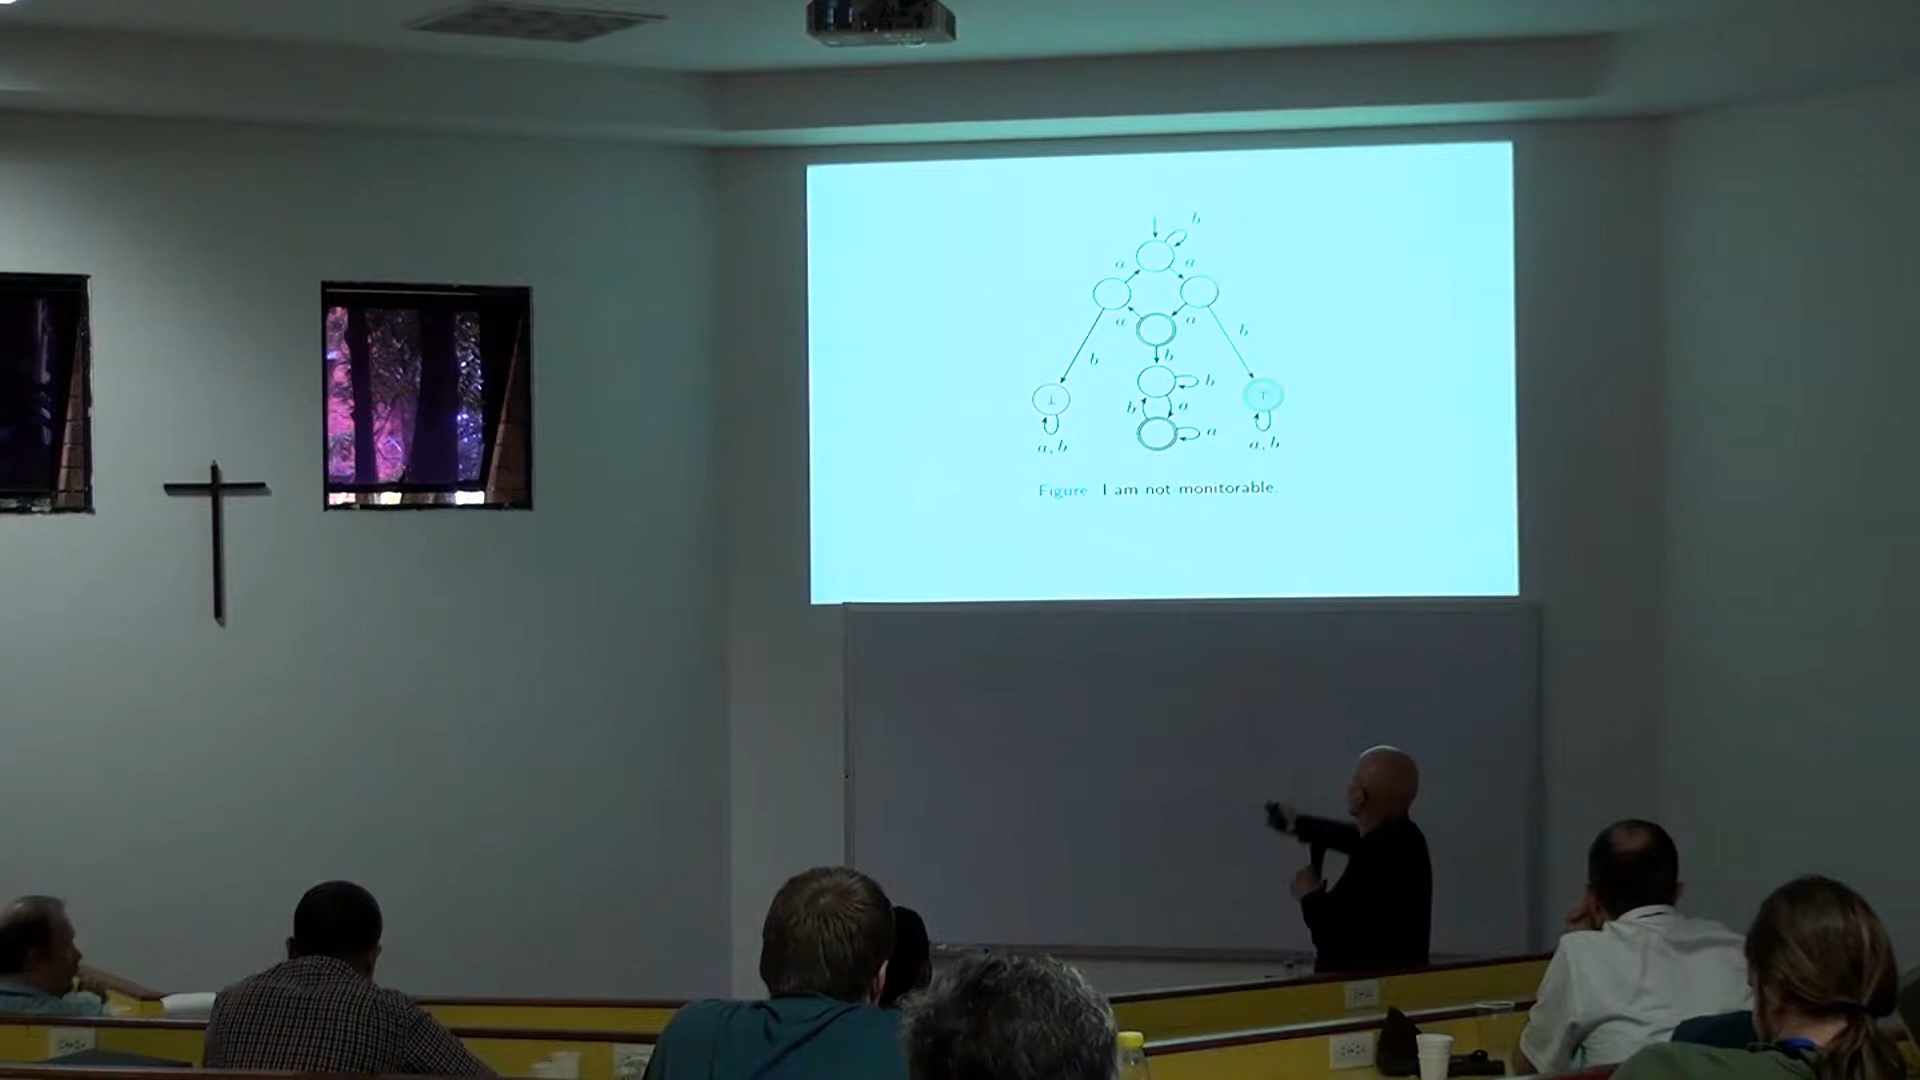 b
a a
a a
b
b
b
⊥
b
⊤
b a
a
a, b
a, b
Figure I am not monitorable.